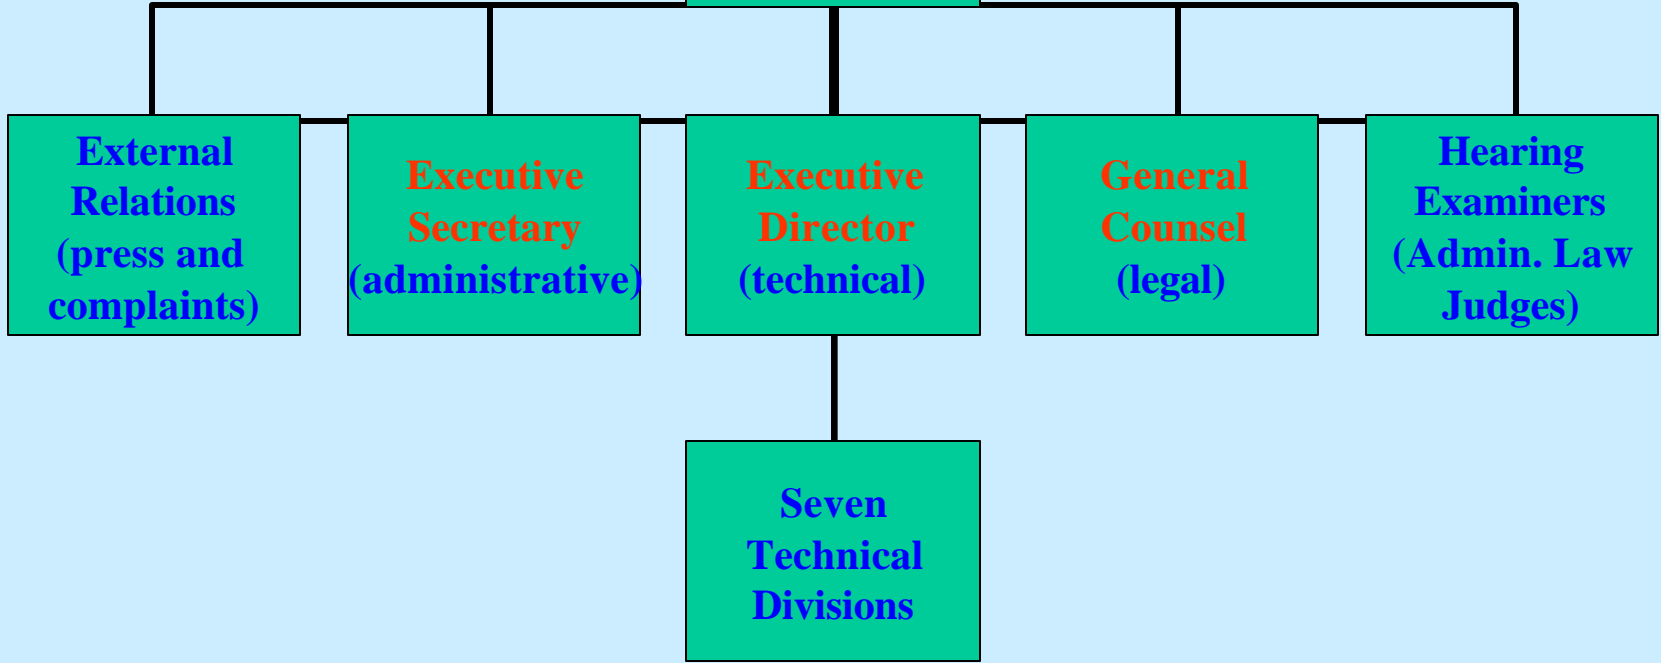 External
Relations
(press and
complaints)
Executive
Secretary
(administrative)
Executive
Director
(technical)
General
Counsel
(legal)
Hearing
Examiners
(Admin. Law
Judges)
Seven
Technical
Divisions